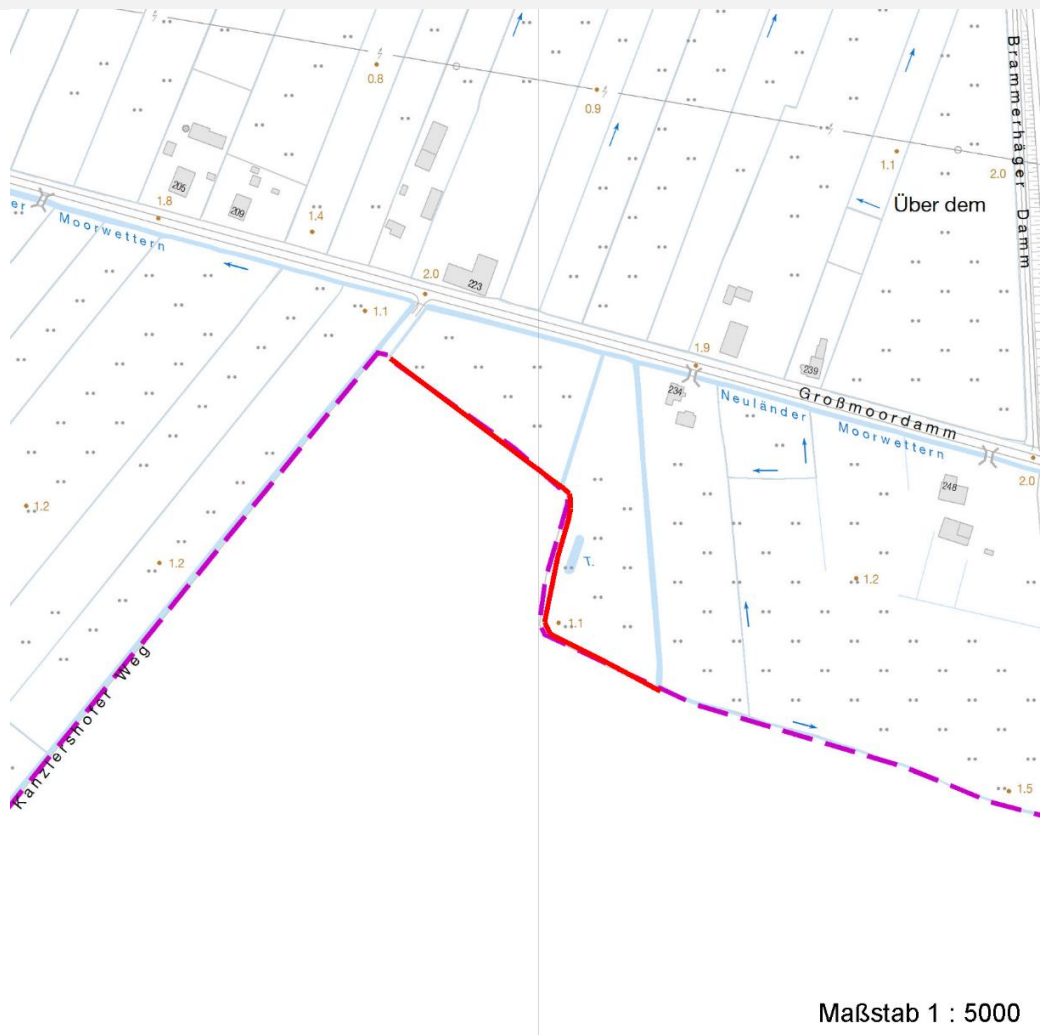 0.8
0.9
Brammerhäger Damm
1.1
2.0
205
209
Über dem
er
Moorwettern
1.8
1.4
2.0
223
1.1
1.9
234
239
Neuländer
Großmoordamm
Moorwettern
248
2.0
1.2
T.
1.2
1.2
1.1
Kanzlershofer Weg
1.5
Maßstab 1 : 5000